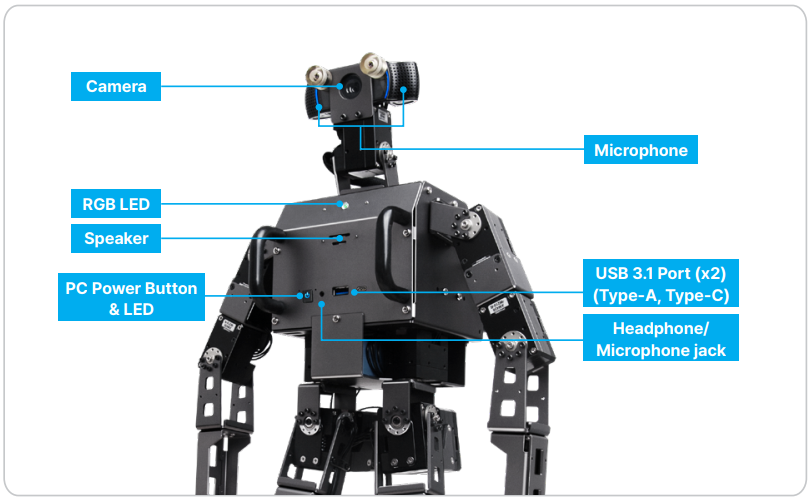 Camera
Microphone
RGB LED
Speaker
PC Power Button
& LED
USB 3.1 Port (x2)
(Type-A, Type-C)
Headphone/
Microphone jack